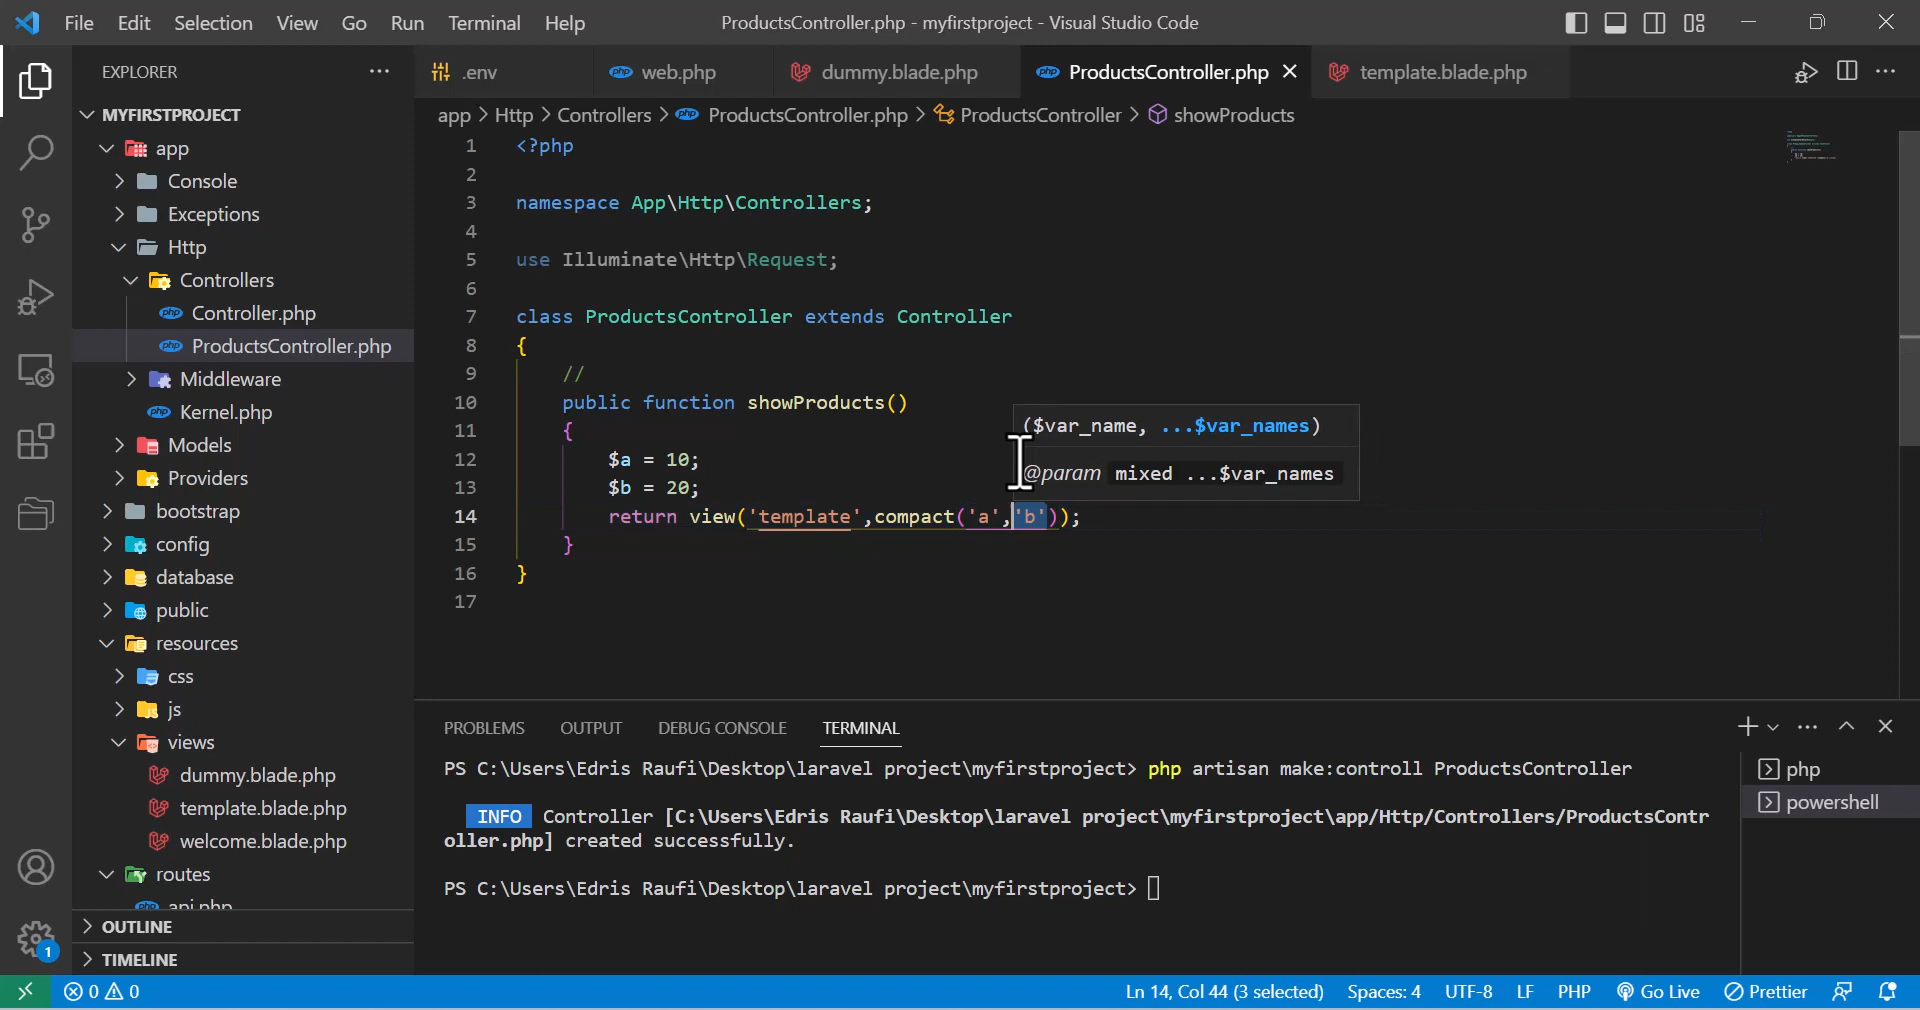 File Edit Selection View Go Run Terminal Help
ProductsController.php - myfirstproject - Visual Studio Code
EXPLORER
.env
web.php
dummy.blade.php
ProductsController.php
template.blade.php
MYFIRSTPROJECT
app
Console
Exceptions
Http
Controllers
Controller.php
ProductsController.php
Middleware
Kernel.php
Models
Providers
bootstrap
config
database
public
resources
css
js
views
dummy.blade.php
template.blade.php
welcome.blade.php
routes
api.php
OUTLINE
TIMELINE
app > Http > Controllers > ProductsController.php > ProductsController > showProducts
1 <?php
2
3 namespace App\Http\Controllers;
4
5 use Illuminate\Http\Request;
6
7 class ProductsController extends Controller
8 {
9 //
10 public function showProducts()
11 {
12 $a = 10;
13 $b = 20;
14 return view('template',compact('a','b'));
15 }
16 }
17
($var_name, ...$var_names)
@param mixed ...$var_names
PROBLEMS OUTPUT DEBUG CONSOLE TERMINAL
PS C:\Users\Edris Raufi\Desktop\laravel project\myfirstproject> php artisan make:controll ProductsController
INFO Controller [C:\Users\Edris Raufi\Desktop\laravel project\myfirstproject\app/Http/Controllers/ProductsContr
oller.php] created successfully.
PS C:\Users\Edris Raufi\Desktop\laravel project\myfirstproject>
php
powershell
1
0 0
Ln 14, Col 44 (3 selected) Spaces: 4 UTF-8 LF PHP Go Live Prettier